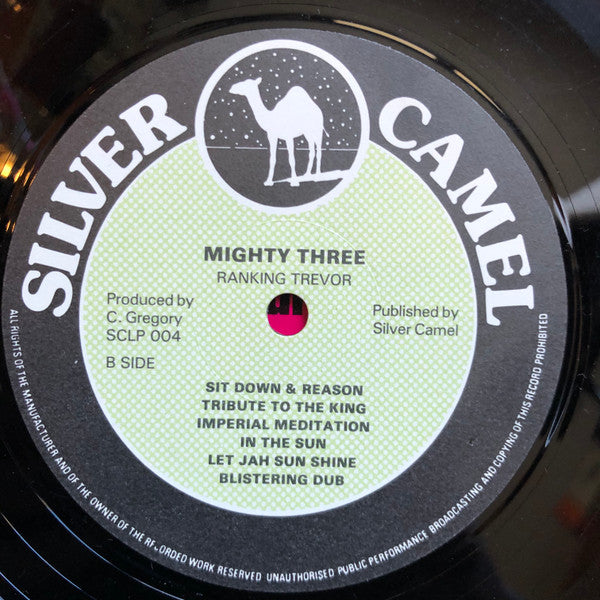 SILVER CAMEL
MIGHTY THREE
RANKING TREVOR
Produced by
C. Gregory
SCLP 004
B SIDE
Published by
Silver Camel
SIT DOWN & REASON
TRIBUTE TO THE KING
IMPERIAL MEDITATION
IN THE SUN
LET JAH SUN SHINE
BLISTERING DUB
ALL RIGHTS OF THE MANUFACTURER AND OF THE OWNER OF THE RECORDED WORK RESERVED UNAUTHORISED PUBLIC PERFORMANCE BROADCASTING AND COPYING OF THIS RECORD PROHIBITED